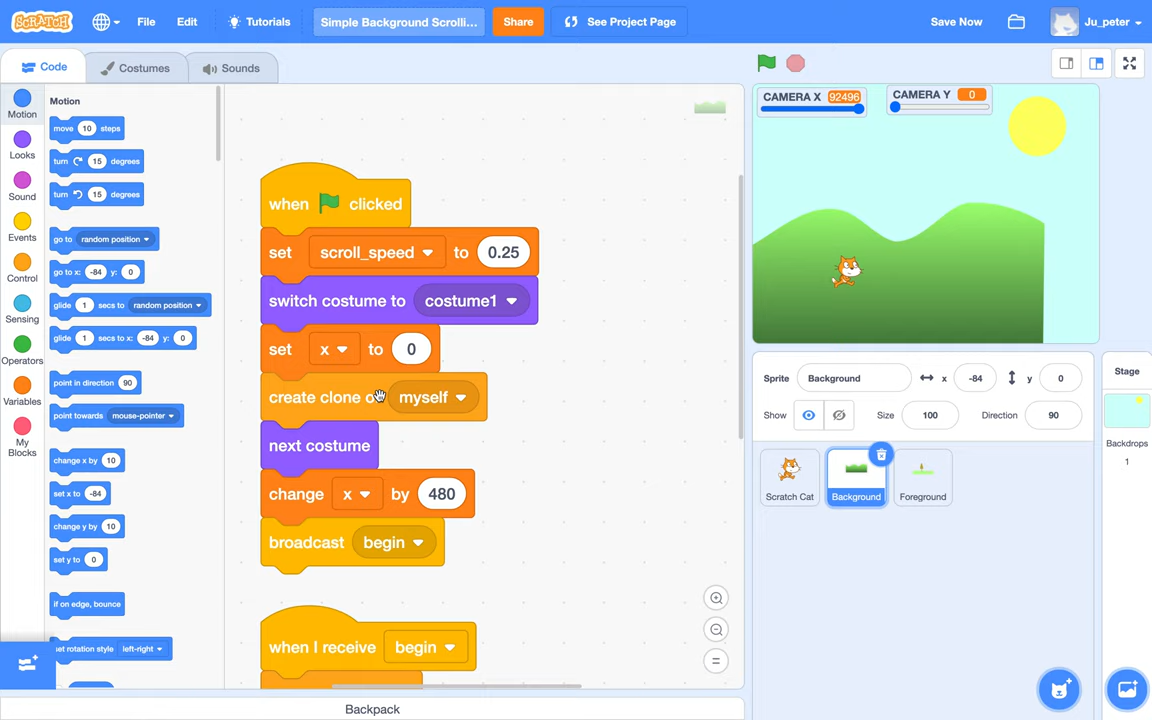 SCRATCH
File
Edit
Tutorials
Simple Background Scrolli...
Share
See Project Page
Save Now
Ju_peter
Code
Costumes
Sounds
Motion
Looks
Sound
Events
Control
Sensing
Operators
Variables
My
Blocks
Motion
move 10 steps
turn 15 degrees
turn 15 degrees
go to random position
go to x: -84 y: 0
glide 1 secs to random position
glide 1 secs to x: -84 y: 0
point in direction 90
point towards mouse-pointer
change x by 10
set x to -84
change y by 10
set y to 0
if on edge, bounce
set rotation style left-right
when clicked
set scroll_speed to 0.25
switch costume to costume1
set x to 0
create clone of myself
next costume
change x by 480
broadcast begin
when I receive begin
Backpack
CAMERA X 92496
CAMERA Y 0
Sprite Background x -84 y 0
Show Size 100 Direction 90
Scratch Cat
Background
Foreground
Stage
Backdrops
1